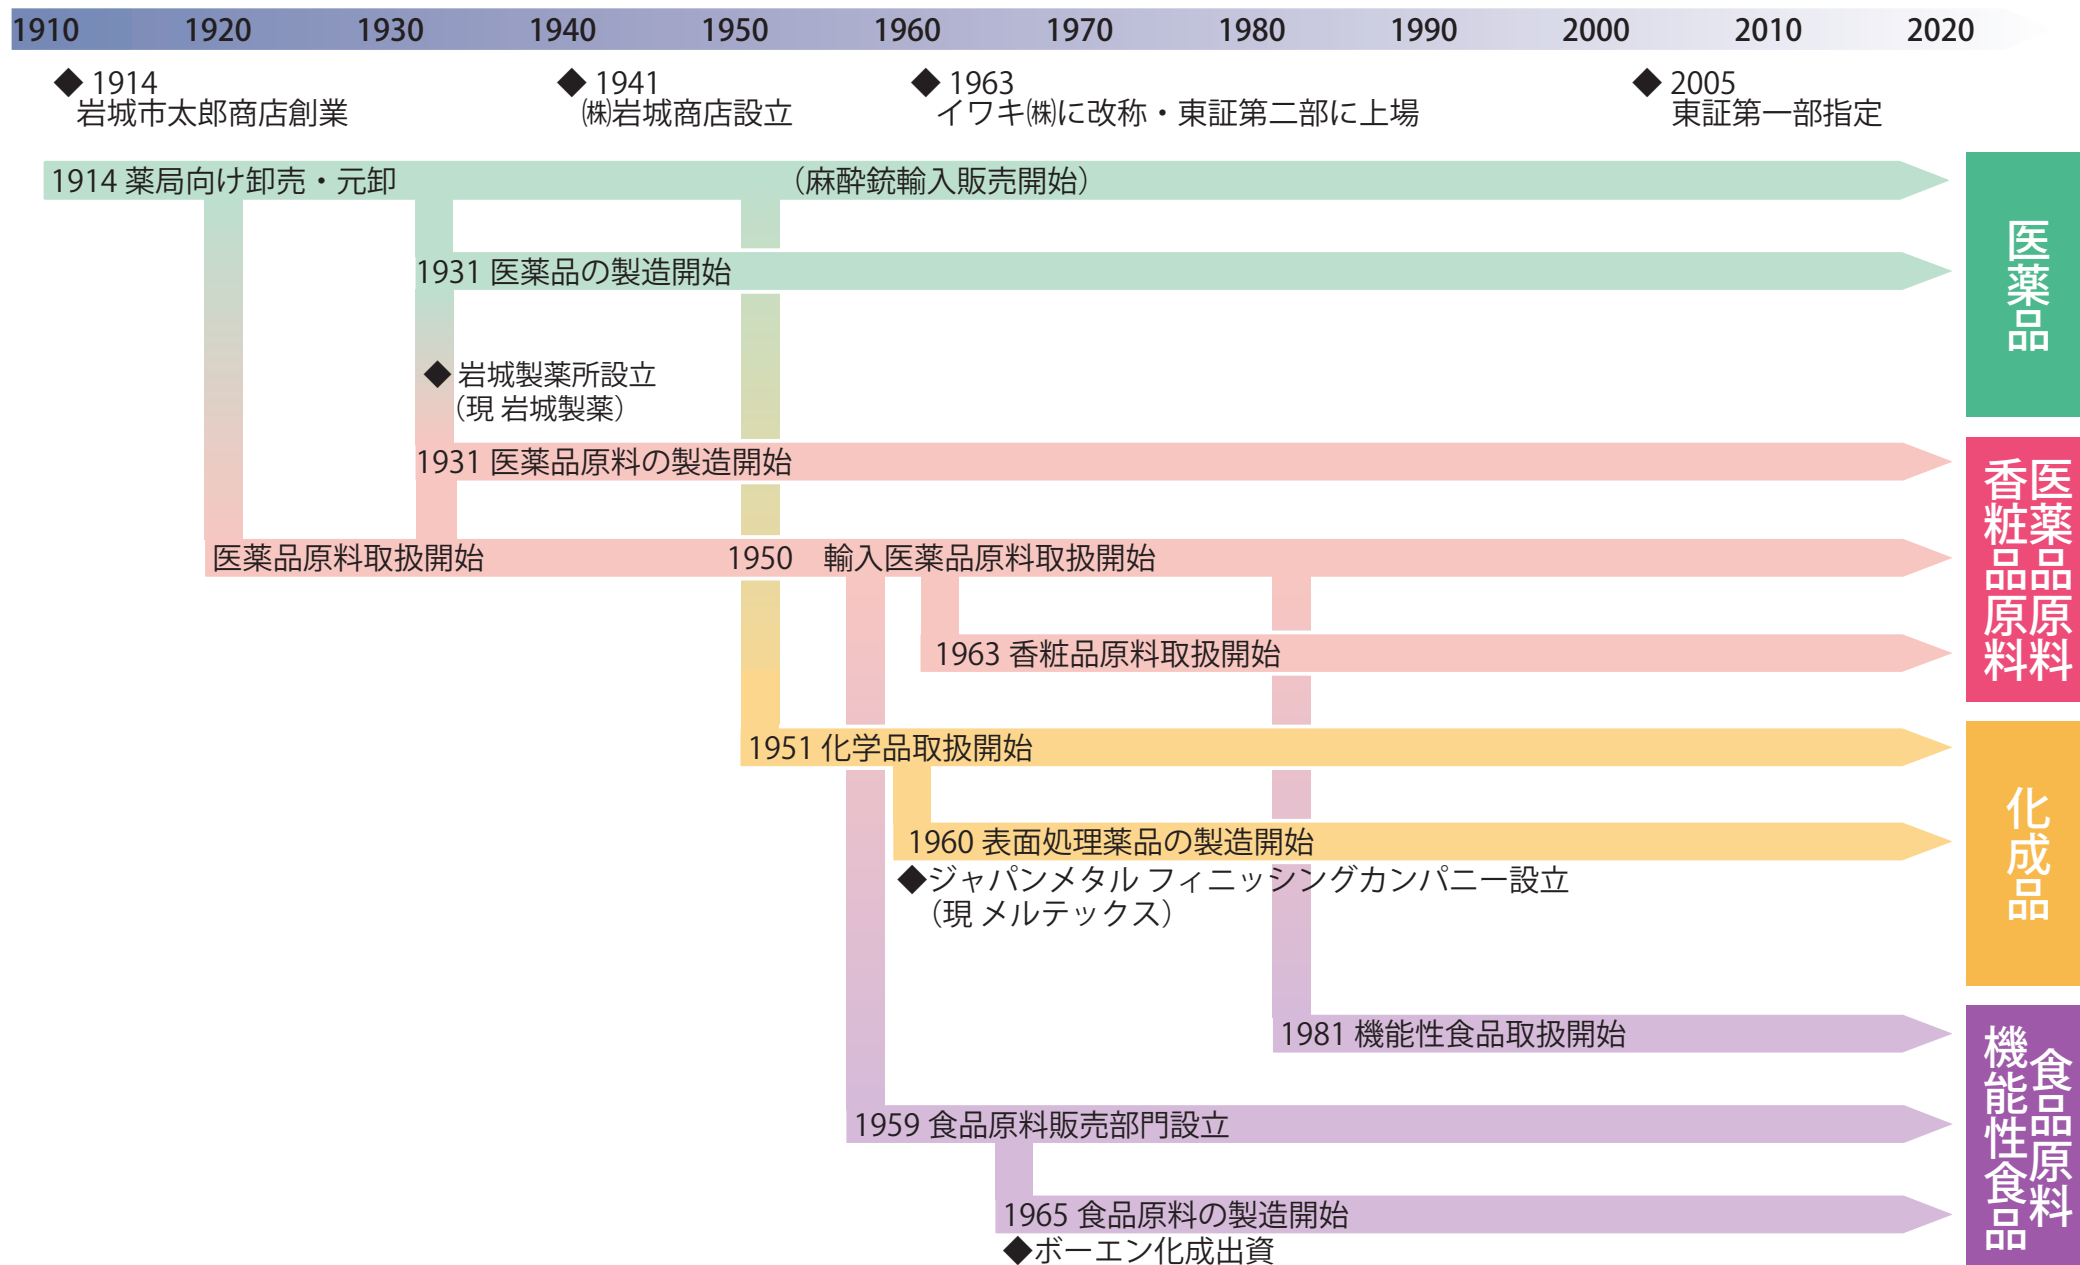 1910 1920 1930 1940 1950 1960 1970 1980 1990 2000 2010 2020
◆ 1914
岩城市太郎商店創業
◆ 1941
㈱岩城商店設立
◆ 1963
イワキ㈱に改称・東証第二部に上場
◆ 2005
東証第一部指定
1914 薬局向け卸売・元卸
（麻酔銃輸入販売開始）
1931 医薬品の製造開始
◆ 岩城製薬所設立
（現 岩城製薬）
医薬品
1931 医薬品原料の製造開始
医薬品原料取扱開始
1950 輸入医薬品原料取扱開始
1963 香粧品原料取扱開始
医薬品原料
香粧品原料
1951 化学品取扱開始
1960 表面処理薬品の製造開始
◆ジャパンメタル フィニッシングカンパニー設立
（現 メルテックス）
化成品
1981 機能性食品取扱開始
1959 食品原料販売部門設立
1965 食品原料の製造開始
◆ボーエン化成出資
食品原料
機能性食品